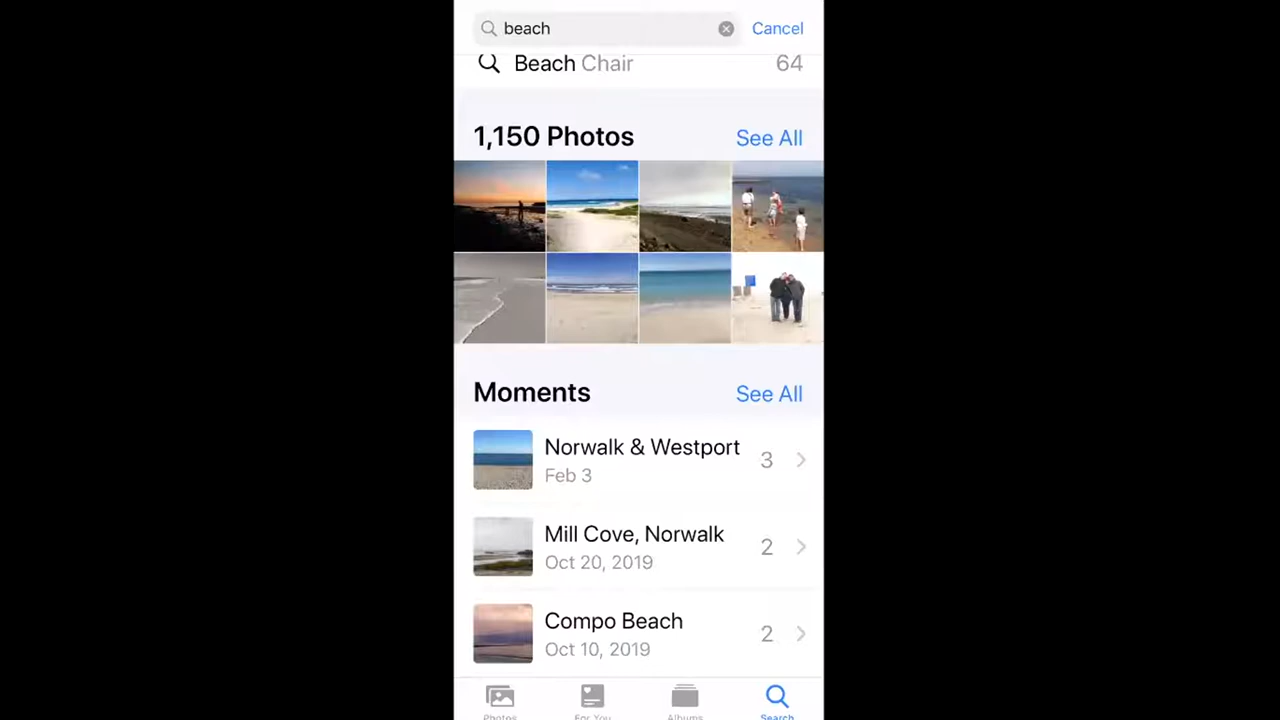 beach
Cancel
Beach Chair 64
1,150 Photos See All
Moments See All
Norwalk & Westport 3
Feb 3
Mill Cove, Norwalk 2
Oct 20, 2019
Compo Beach 2
Oct 10, 2019
Photos For You Albums Search